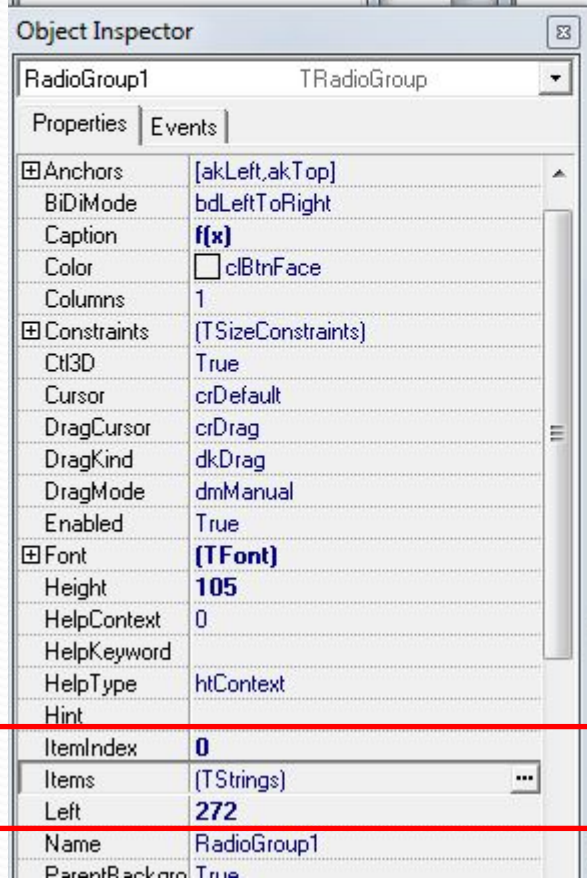 Object Inspector
RadioGroup1 TRadioGroup
Properties Events
Anchors [akLeft,akTop]
BiDiMode bdLeftToRight
Caption f(x)
Color clBtnFace
Columns 1
Constraints (TSizeConstraints)
Ctl3D True
Cursor crDefault
DragCursor crDrag
DragKind dkDrag
DragMode dmManual
Enabled True
Font (TFont)
Height 105
HelpContext 0
HelpKeyword
HelpType htContext
Hint
ItemIndex 0
Items (TStrings)
Left 272
Name RadioGroup1
ParentBackgro True